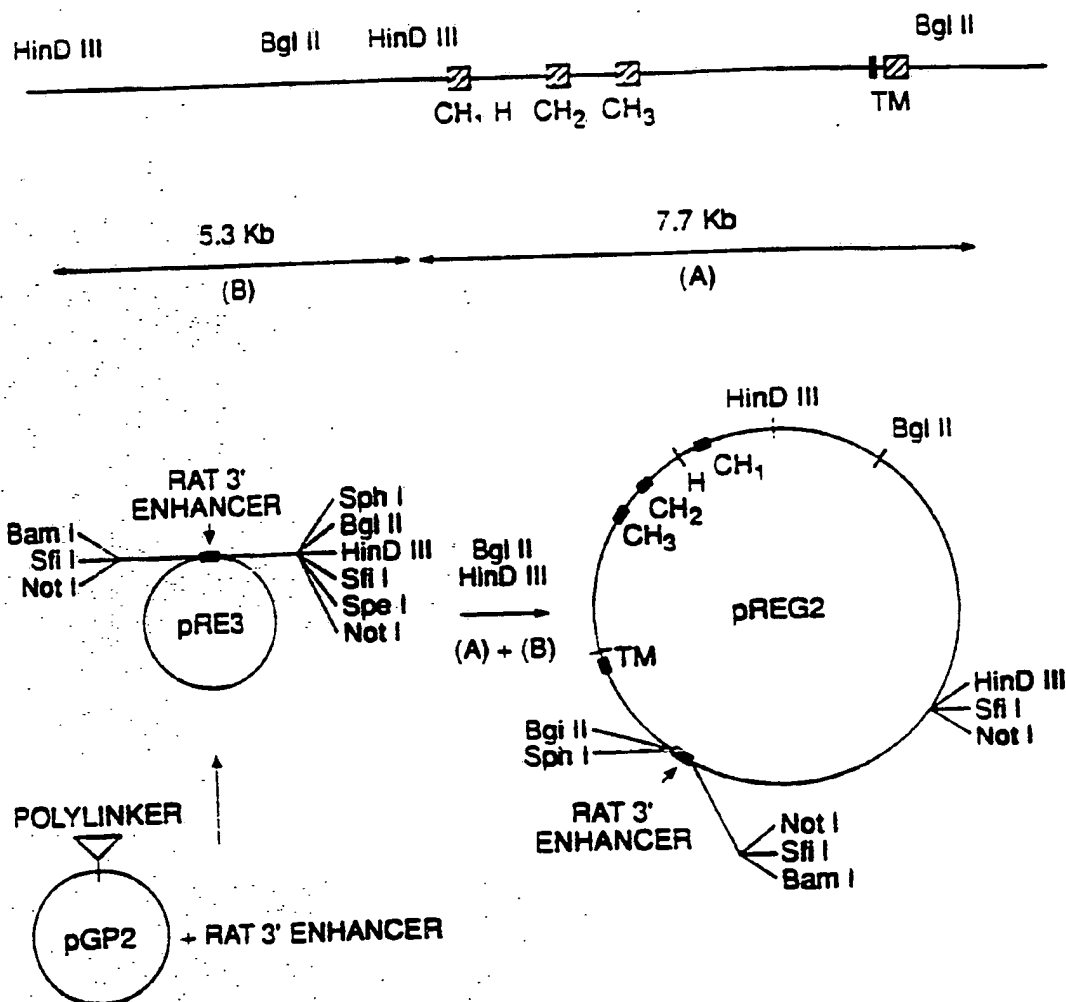 HinD III
Bgl II
HinD III
Bgl II
CH1 H CH2 CH3
TM
5.3 Kb
7.7 Kb
(B)
(A)
RAT 3'
ENHANCER
Bam I
Sfi I
Not I
Sph I
Bgl II
HinD III
Sfi I
Spe I
Not I
pRE3
Bgl II
HinD III
(A) + (B)
HinD III
Bgl II
CH1
H
CH2
CH3
pREG2
TM
Bgl II
Sph I
HinD III
Sfi I
Not I
RAT 3'
ENHANCER
Not I
Sfi I
Bam I
POLYLINKER
pGP2
+ RAT 3' ENHANCER